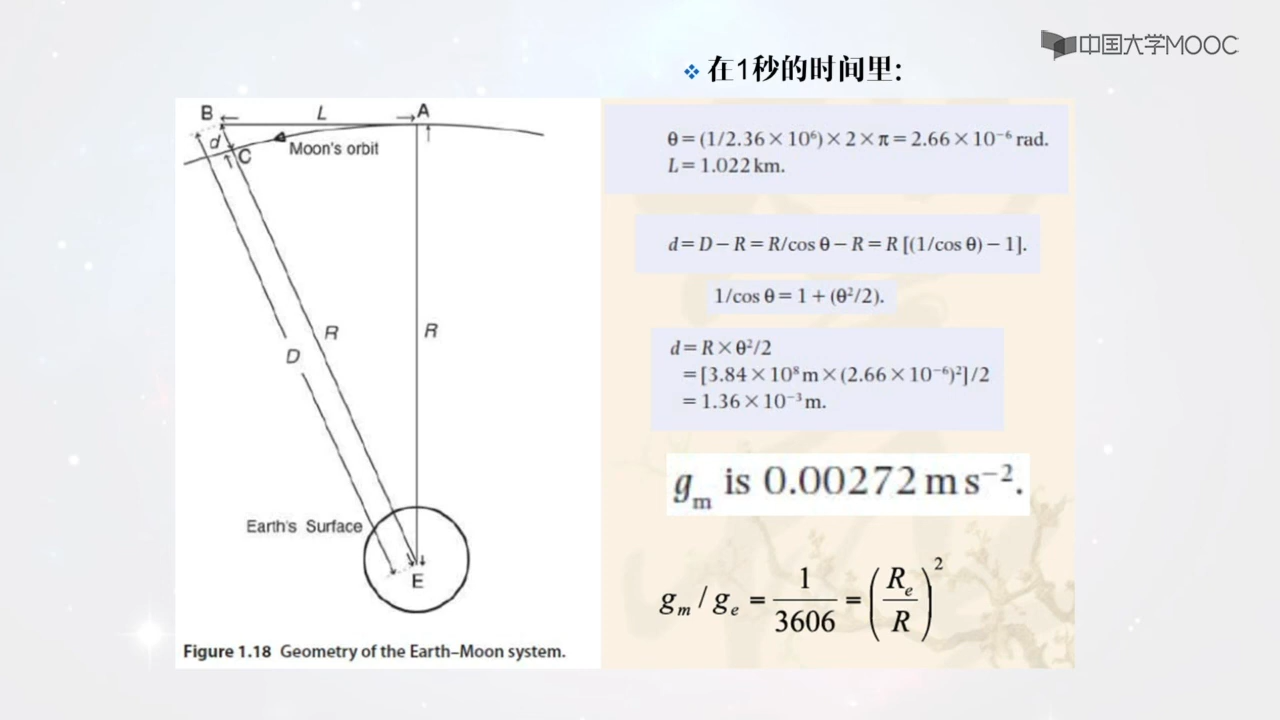 中国大学MOOC
❖ 在1秒的时间里:
B L A
d
C
Moon's orbit
R
R
D
Earth's Surface
E
Figure 1.18 Geometry of the Earth–Moon system.
θ = (1/2.36 × 10⁶) × 2 × π = 2.66 × 10⁻⁶ rad.
L = 1.022 km.
d = D − R = R/cos θ − R = R [(1/cos θ) − 1].
1/cos θ = 1 + (θ²/2).
d = R × θ²/2
= [3.84 × 10⁸ m × (2.66 × 10⁻⁶)²]/2
= 1.36 × 10⁻³ m.
gₘ is 0.00272 m s⁻².
gₘ / gₑ = 1/3606 = (Rₑ/R)²